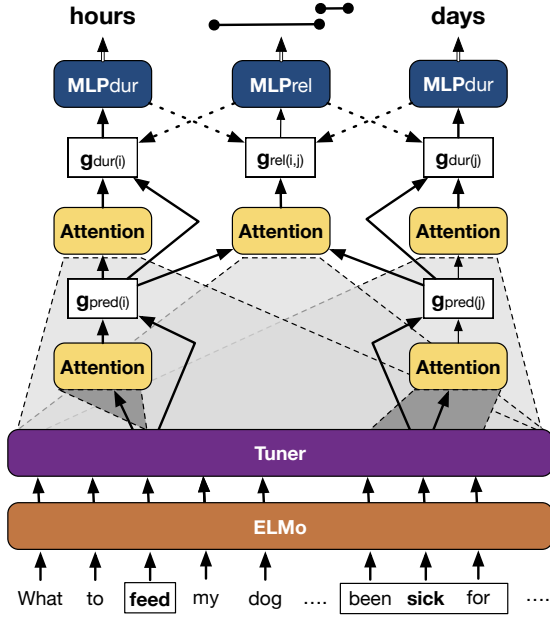 hours days
MLPdur MLPrel MLPdur
gdur(i) grel(i,j) gdur(j)
Attention Attention Attention
gpred(i) gpred(j)
Attention Attention
Tuner
ELMo
What to feed my dog .... been sick for ....